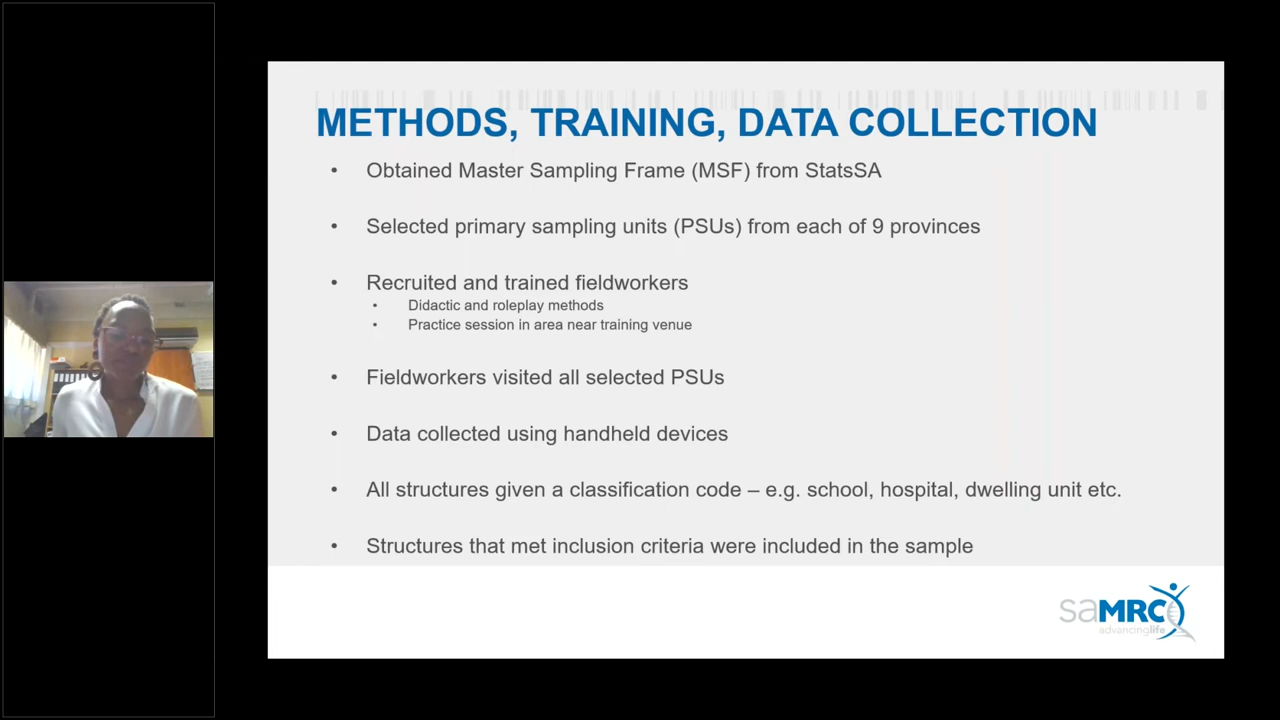 METHODS, TRAINING, DATA COLLECTION
• Obtained Master Sampling Frame (MSF) from StatsSA
• Selected primary sampling units (PSUs) from each of 9 provinces
• Recruited and trained fieldworkers
• Didactic and roleplay methods
• Practice session in area near training venue
• Fieldworkers visited all selected PSUs
• Data collected using handheld devices
• All structures given a classification code – e.g. school, hospital, dwelling unit etc.
• Structures that met inclusion criteria were included in the sample
saMRC
advancinglife